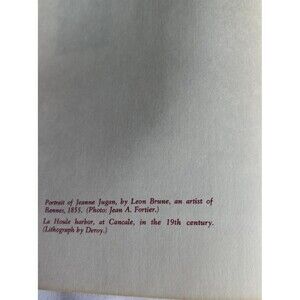 Portrait of Jeanne Jugan, by Leon Brune, an artist of
Rennes, 1855. (Photo: Jean A. Fortier.)
La Houle harbor, at Cancale, in the 19th century.
(Lithograph by Deroy.)